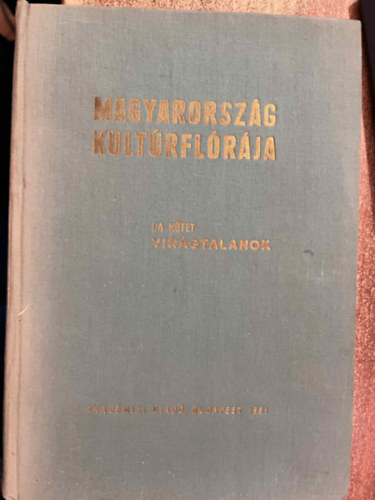 MAGYARORSZÁG
KULTÚRFLÓRÁJA
I/A KÖTET
VIRÁGTALANOK
AKADÉMIAI KIADÓ BUDAPEST